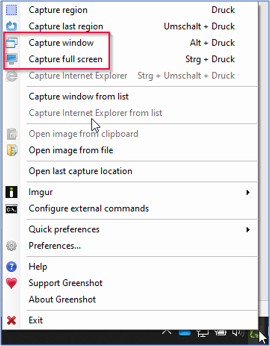 Capture region Druck
Capture last region Umschalt + Druck
Capture window Alt + Druck
Capture full screen Strg + Druck
Capture Internet Explorer Strg + Umschalt + Druck
Capture window from list
Capture Internet Explorer from list
Open image from clipboard
Open image from file
Open last capture location
Imgur
Configure external commands
Quick preferences
Preferences...
Help
Support Greenshot
About Greenshot
Exit